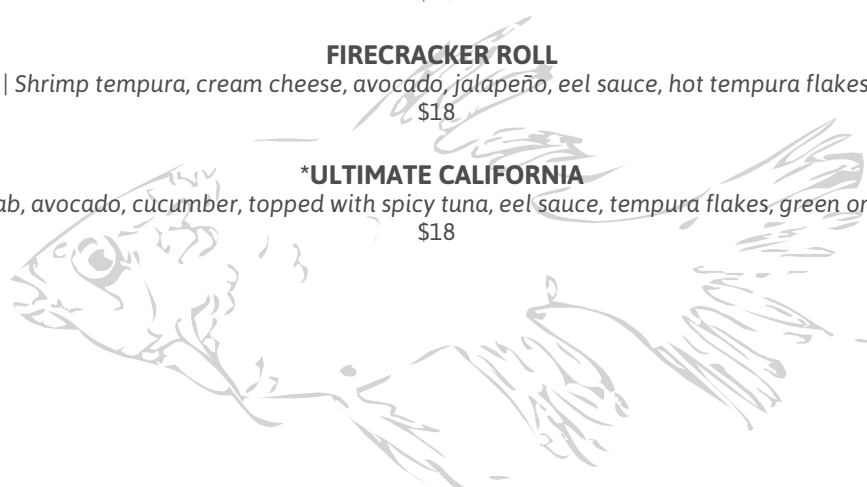 FIRECRACKER ROLL
| Shrimp tempura, cream cheese, avocado, jalapeño, eel sauce, hot tempura flakes
$18
*ULTIMATE CALIFORNIA
avocado, cucumber, topped with spicy tuna, eel sauce, tempura flakes, green
$18